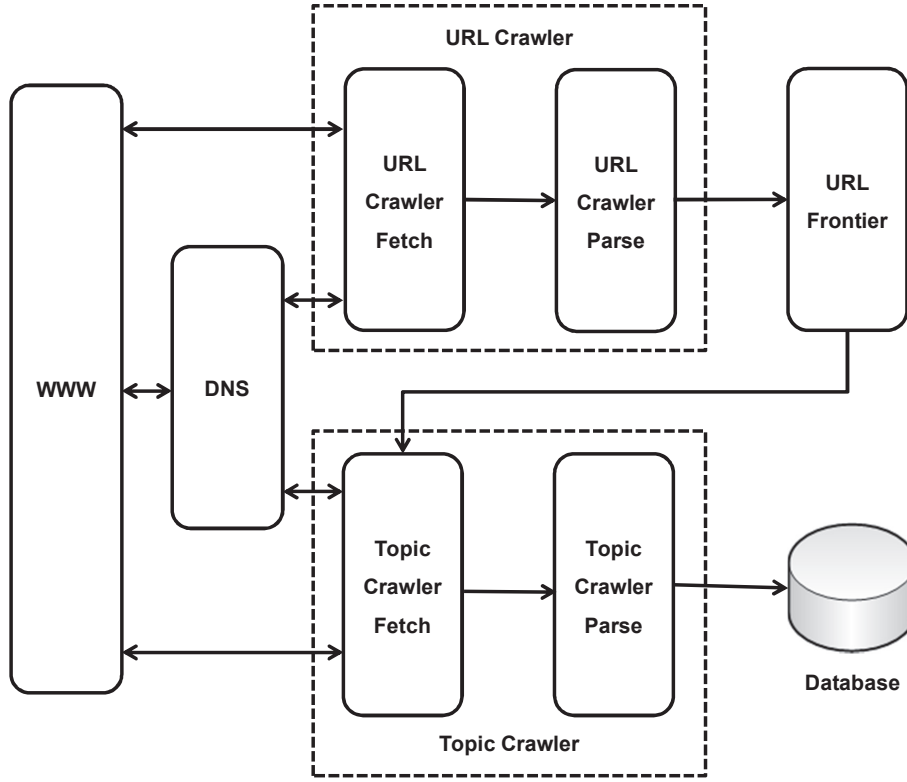 URL Crawler
WWW
DNS
URL
Crawler
Fetch
URL
Crawler
Parse
URL
Frontier
Topic
Crawler
Fetch
Topic
Crawler
Parse
Database
Topic Crawler